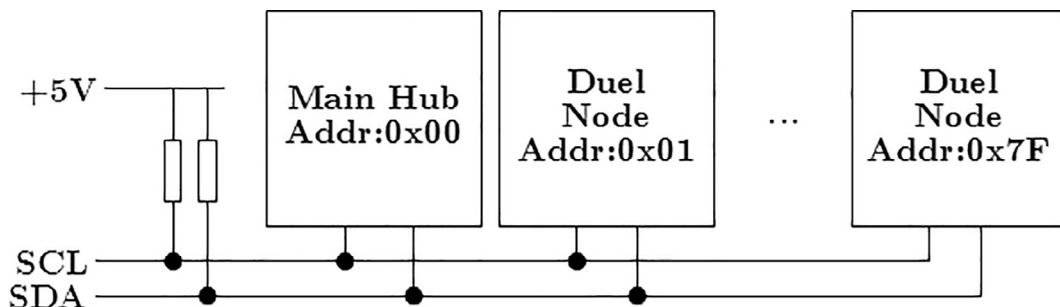 +5V
Main Hub
Addr:0x00
Duel
Node
Addr:0x01
...
Duel
Node
Addr:0x7F
SCL
SDA